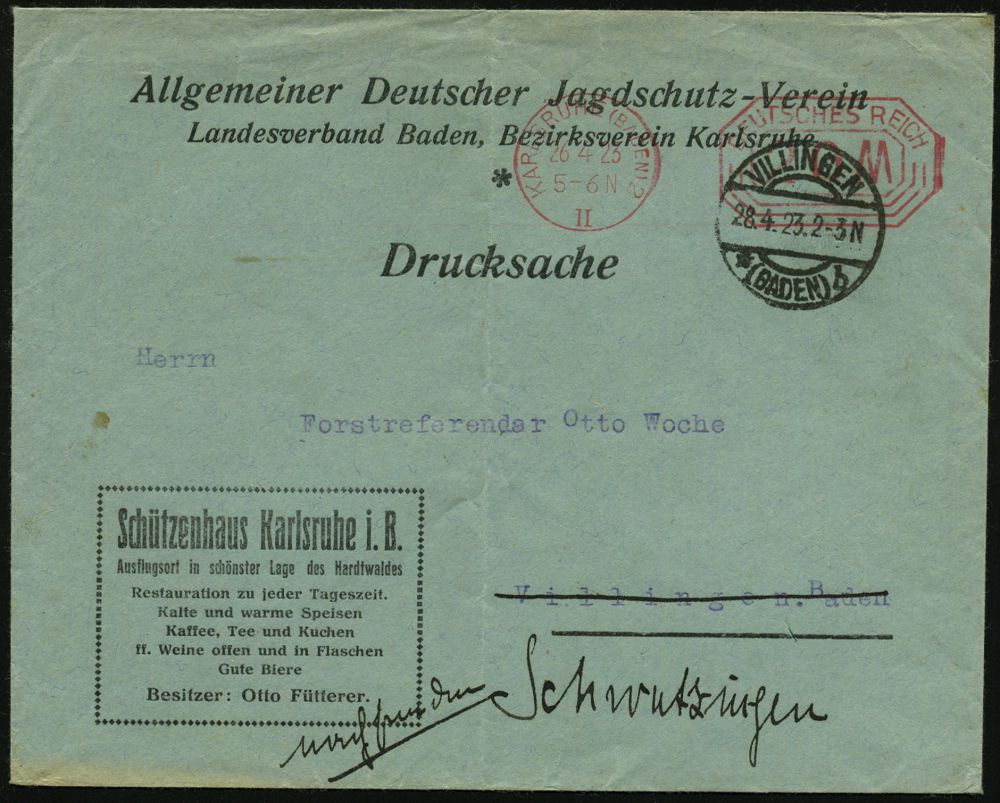 Allgemeiner Deutscher Jagdschutz-Verein
Landesverband Baden, Bezirksverein Karlsruhe.
KARLSRUHE (BADEN) 2
26 4 23
5-6 N
II
DEUTSCHES REICH
M
VILLINGEN
28.4.23.2-3N
* (BADEN) b
*
Drucksache
Herrn
Forstreferendar Otto Woche
Villingen. Baden
Schwetzingen
Schützenhaus Karlsruhe i. B.
Ausflugsort in schönster Lage des Hardtwaldes
Restauration zu jeder Tageszeit.
Kalte und warme Speisen
Kaffee, Tee und Kuchen
ff. Weine offen und in Flaschen
Gute Biere
Besitzer: Otto Fütterer.